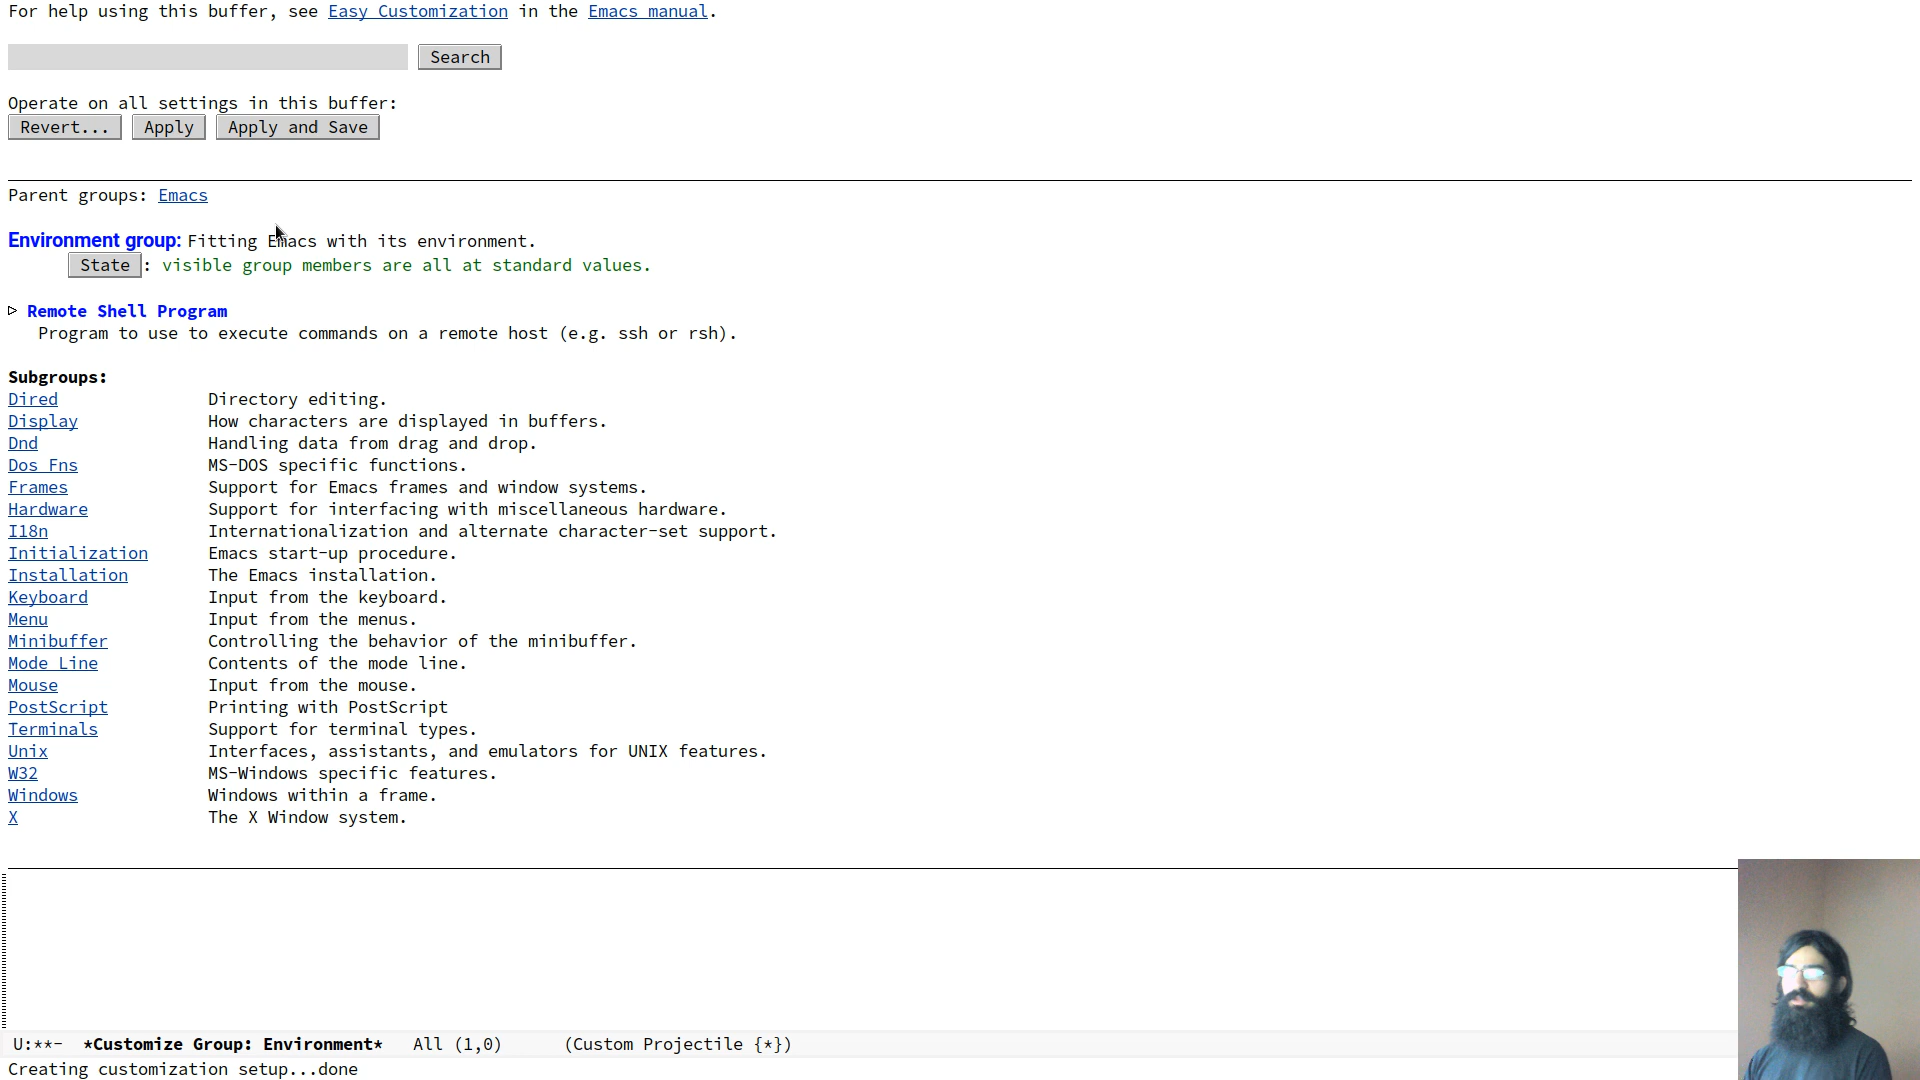 For help using this buffer, see Easy Customization in the Emacs manual.
Search
Operate on all settings in this buffer:
Revert... Apply Apply and Save
Parent groups: Emacs
Environment group: Fitting Emacs with its environment.
State : visible group members are all at standard values.
Remote Shell Program
Program to use to execute commands on a remote host (e.g. ssh or rsh).
Subgroups:
Dired Directory editing.
Display How characters are displayed in buffers.
Dnd Handling data from drag and drop.
Dos Fns MS-DOS specific functions.
Frames Support for Emacs frames and window systems.
Hardware Support for interfacing with miscellaneous hardware.
I18n Internationalization and alternate character-set support.
Initialization Emacs start-up procedure.
Installation The Emacs installation.
Keyboard Input from the keyboard.
Menu Input from the menus.
Minibuffer Controlling the behavior of the minibuffer.
Mode Line Contents of the mode line.
Mouse Input from the mouse.
PostScript Printing with PostScript
Terminals Support for terminal types.
Unix Interfaces, assistants, and emulators for UNIX features.
W32 MS-Windows specific features.
Windows Windows within a frame.
X The X Window system.
U:**- *Customize Group: Environment* All (1,0) (Custom Projectile {*})
Creating customization setup...done